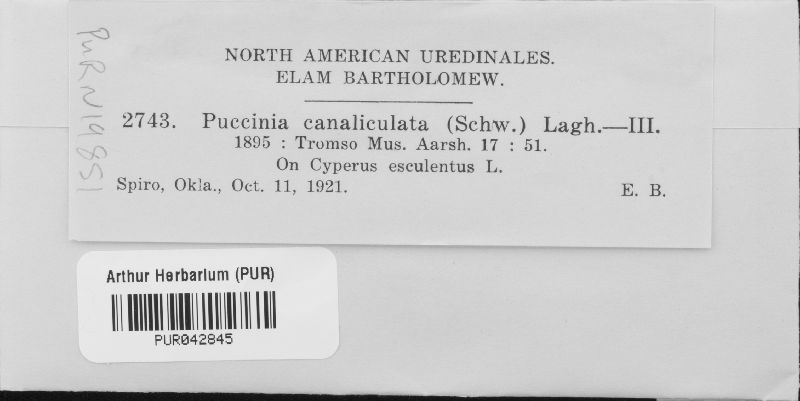 NORTH AMERICAN UREDINALES.
ELAM BARTHOLOMEW.
2743. Puccinia canaliculata (Schw.) Lagh.—III.
1895 : Tromso Mus. Aarsh. 17 : 51.
On Cyperus esculentus L.
Spiro, Okla., Oct. 11, 1921. E. B.
PUR N19851
Arthur Herbarium (PUR)
PUR042845